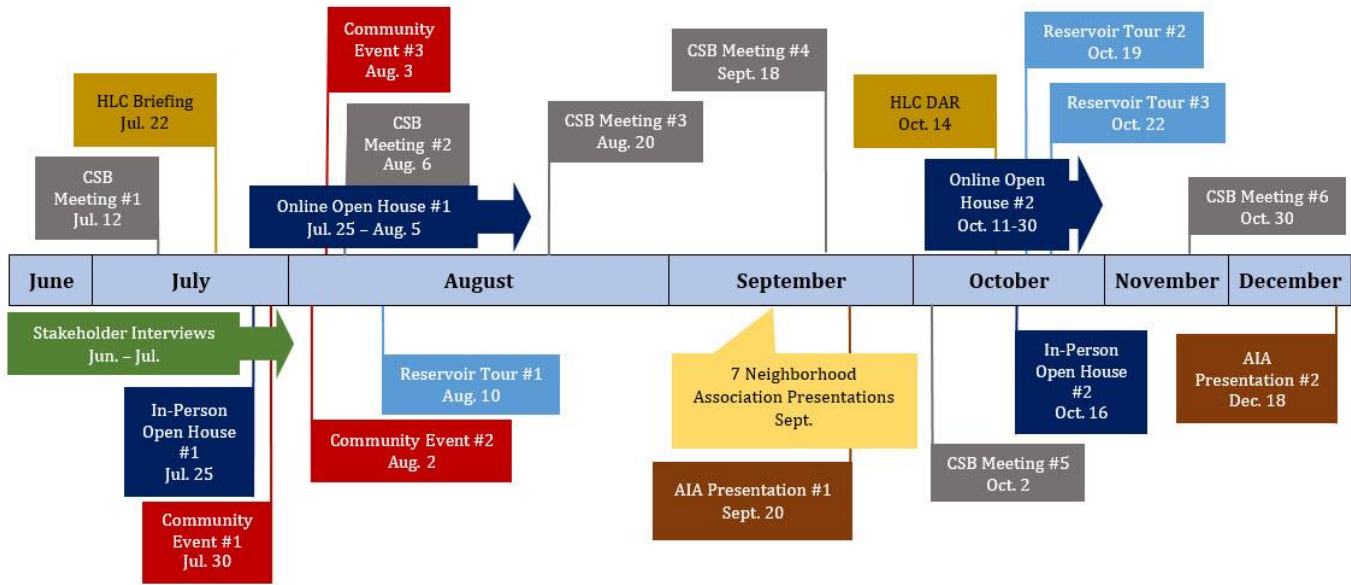 Community
Event #3
Aug. 3
CSB Meeting #4
Sept. 18
Reservoir Tour #2
Oct. 19
HLC Briefing
Jul. 22
CSB
Meeting #2
Aug. 6
CSB Meeting #3
Aug. 20
HLC DAR
Oct. 14
Reservoir Tour #3
Oct. 22
CSB
Meeting #1
Jul. 12
Online Open House #1
Jul. 25 – Aug. 5
Online Open
House #2
Oct. 11-30
CSB Meeting #6
Oct. 30
June
July
August
September
October
November
December
Stakeholder Interviews
Jun. – Jul.
In-Person
Open House
#1
Jul. 25
Community
Event #1
Jul. 30
Reservoir Tour #1
Aug. 10
Community Event #2
Aug. 2
7 Neighborhood
Association Presentations
Sept.
AIA Presentation #1
Sept. 20
In-Person
Open House
#2
Oct. 16
CSB Meeting #5
Oct. 2
AIA
Presentation #2
Dec. 18